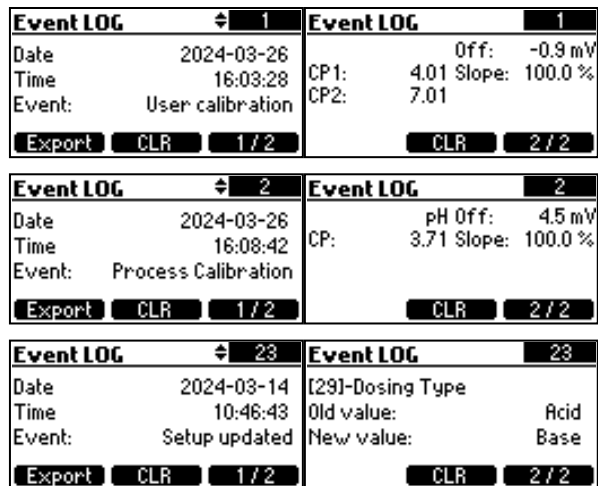 Event LOG 1
Date 2024-03-26
Time 16:03:28
Event: User calibration
Export CLR 1/2
Event LOG 1
Off: -0.9 mV
CP1: 4.01 Slope: 100.0 %
CP2: 7.01
CLR 2/2
Event LOG 2
Date 2024-03-26
Time 16:08:42
Event: Process Calibration
Export CLR 1/2
Event LOG 2
pH Off: 4.5 mV
CP: 3.71 Slope: 100.0 %
CLR 2/2
Event LOG 23
Date 2024-03-14
Time 10:46:43
Event: Setup updated
Export CLR 1/2
Event LOG 23
[29]-Dosing Type
Old value: Acid
New value: Base
CLR 2/2